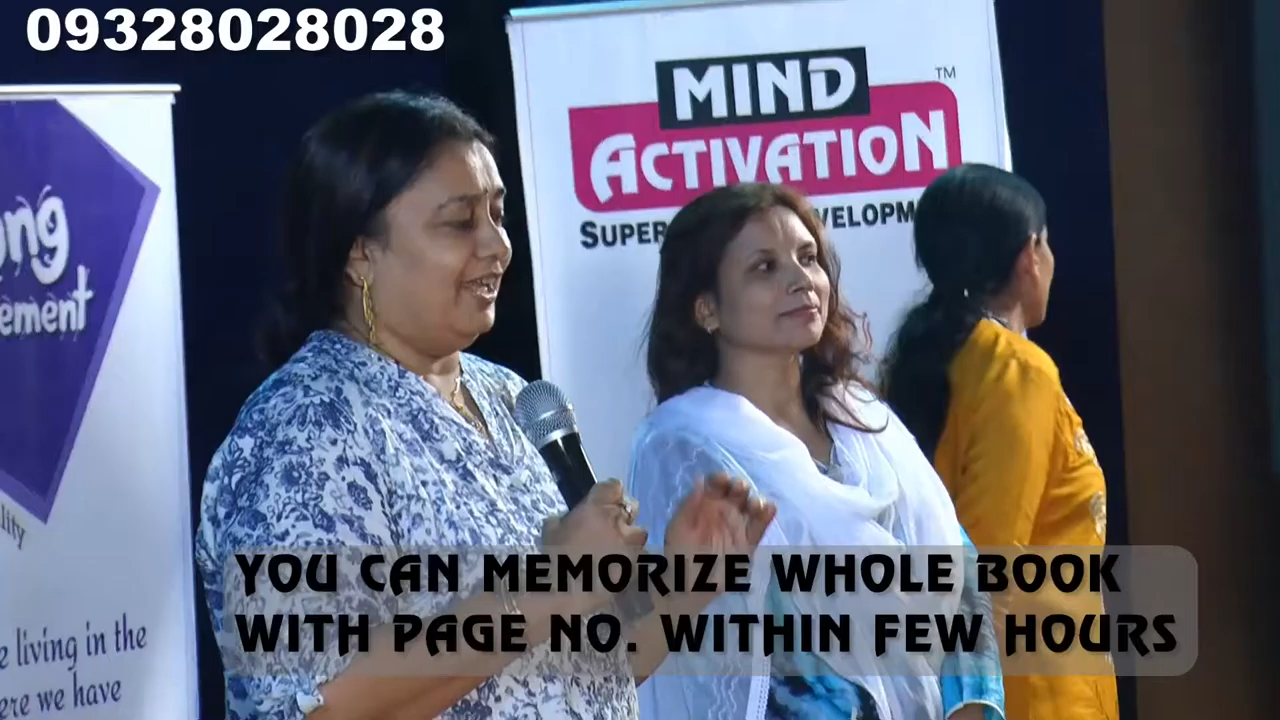 09328028028
MIND
ACTIVATION
TM
SUPER VELOPM
ng
ement
lity
e living in the
ere we have
YOU CAN MEMORIZE WHOLE BOOK
WITH PAGE NO. WITHIN FEW HOURS